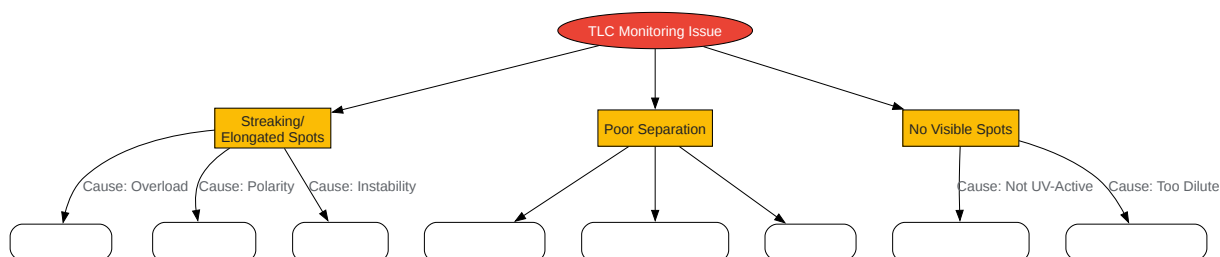 TLC Monitoring Issue
Streaking/
Elongated Spots
Poor Separation
No Visible Spots
Cause: Overload
Cause: Polarity
Cause: Instability
Cause: Not UV-Active
Cause: Too Dilute